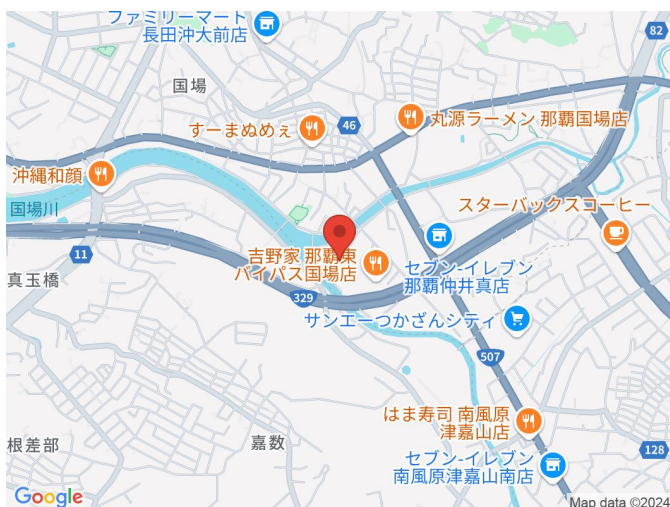 ファミリーマート
長田沖大前店
82
国場
46
丸源ラーメン 那覇国場店
すーまぬめぇ
沖縄和顔
国場川
スターバックスコーヒー
11
吉野家 那覇東
バイパス国場店
セブン-イレブン
那覇仲井真店
真玉橋
329
サンエーつかざんシティ
507
はま寿司 南風原
津嘉山店
根差部
嘉数
128
セブン-イレブン
南風原津嘉山南店
Google
Map data ©2024